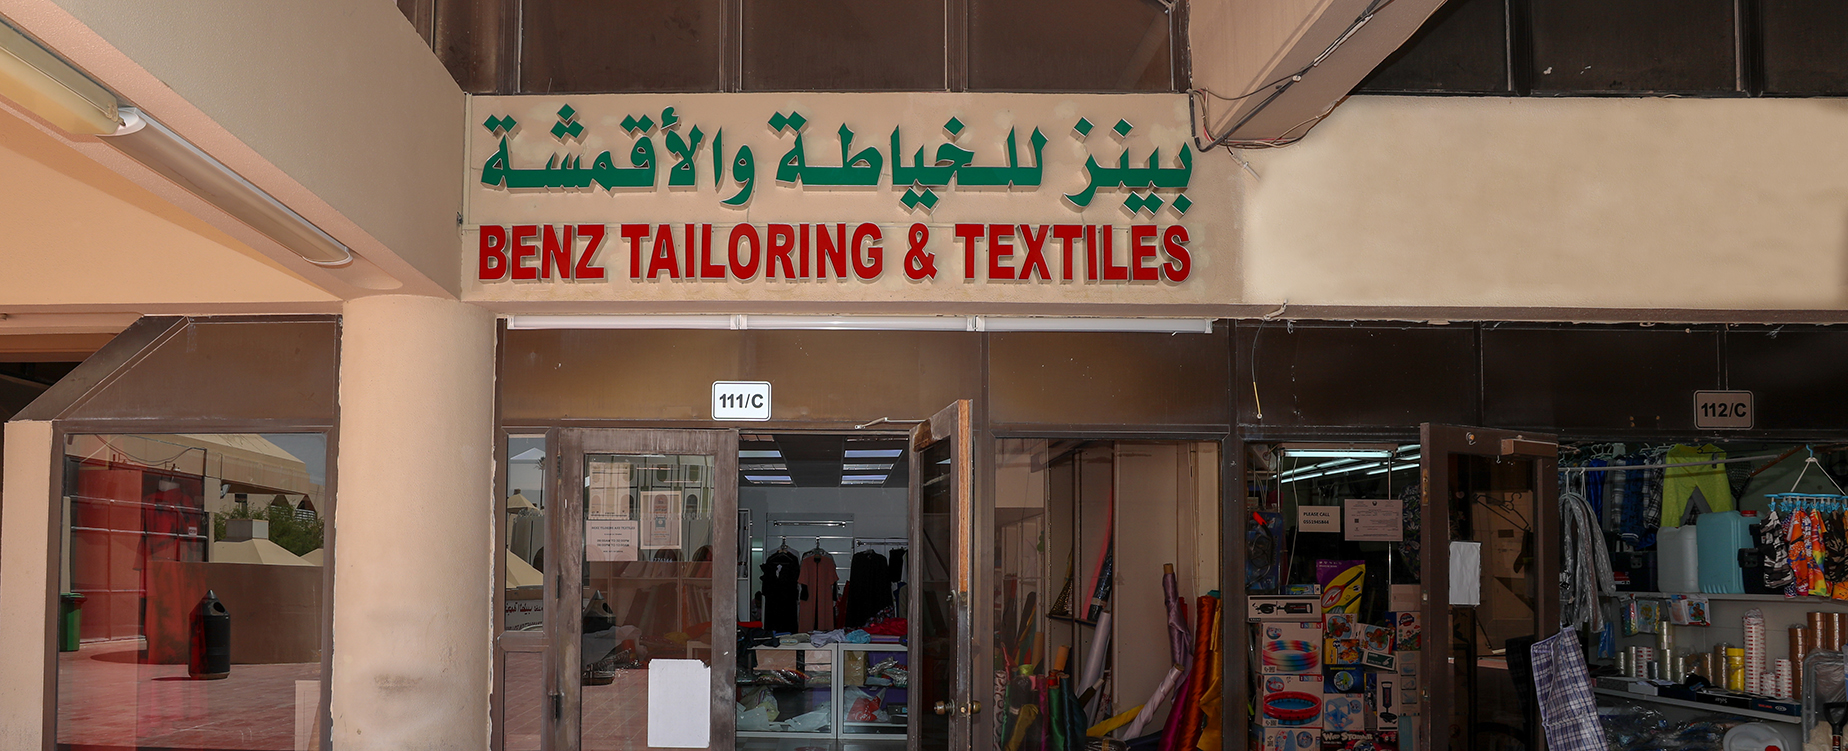 بينز للخياطة والأقمشة
BENZ TAILORING & TEXTILES
111/C
112/C
PLEASE CALL